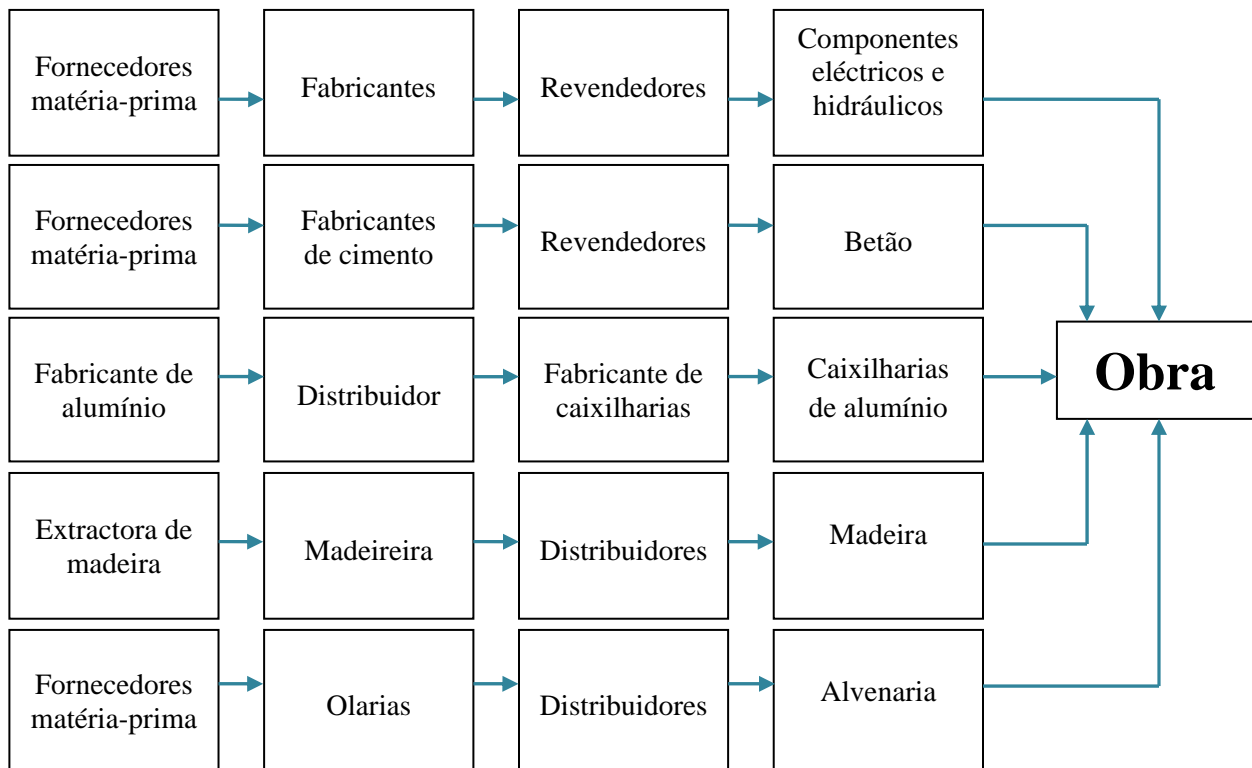 Fornecedores
matéria-prima
Fabricantes
Revendedores
Componentes
eléctricos e
hidráulicos
Fornecedores
matéria-prima
Fabricantes
de cimento
Revendedores
Betão
Fabricante de
alumínio
Distribuidor
Fabricante de
caixilharias
Caixilharias
de alumínio
Obra
Extractora de
madeira
Madeireira
Distribuidores
Madeira
Fornecedores
matéria-prima
Olarias
Distribuidores
Alvenaria